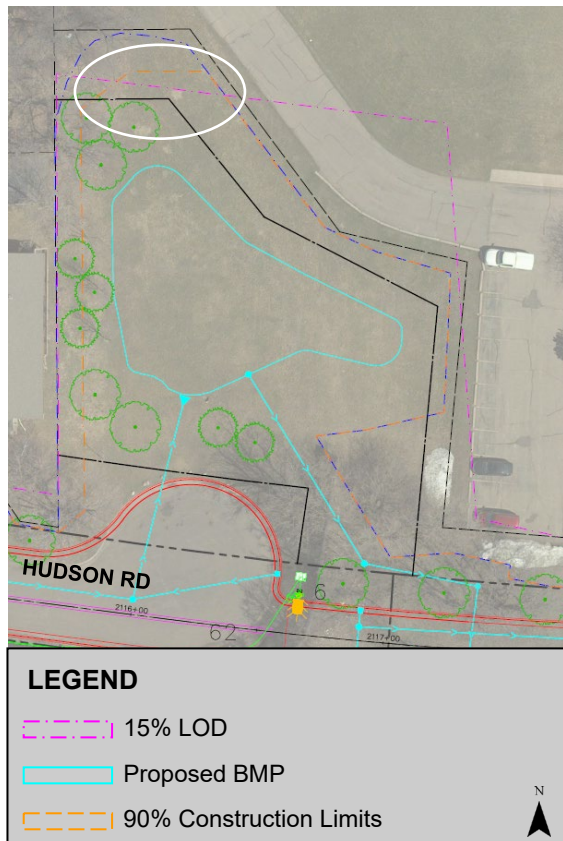 HUDSON RD
2116+00
62
6
2117+00
LEGEND
15% LOD
Proposed BMP
90% Construction Limits
N